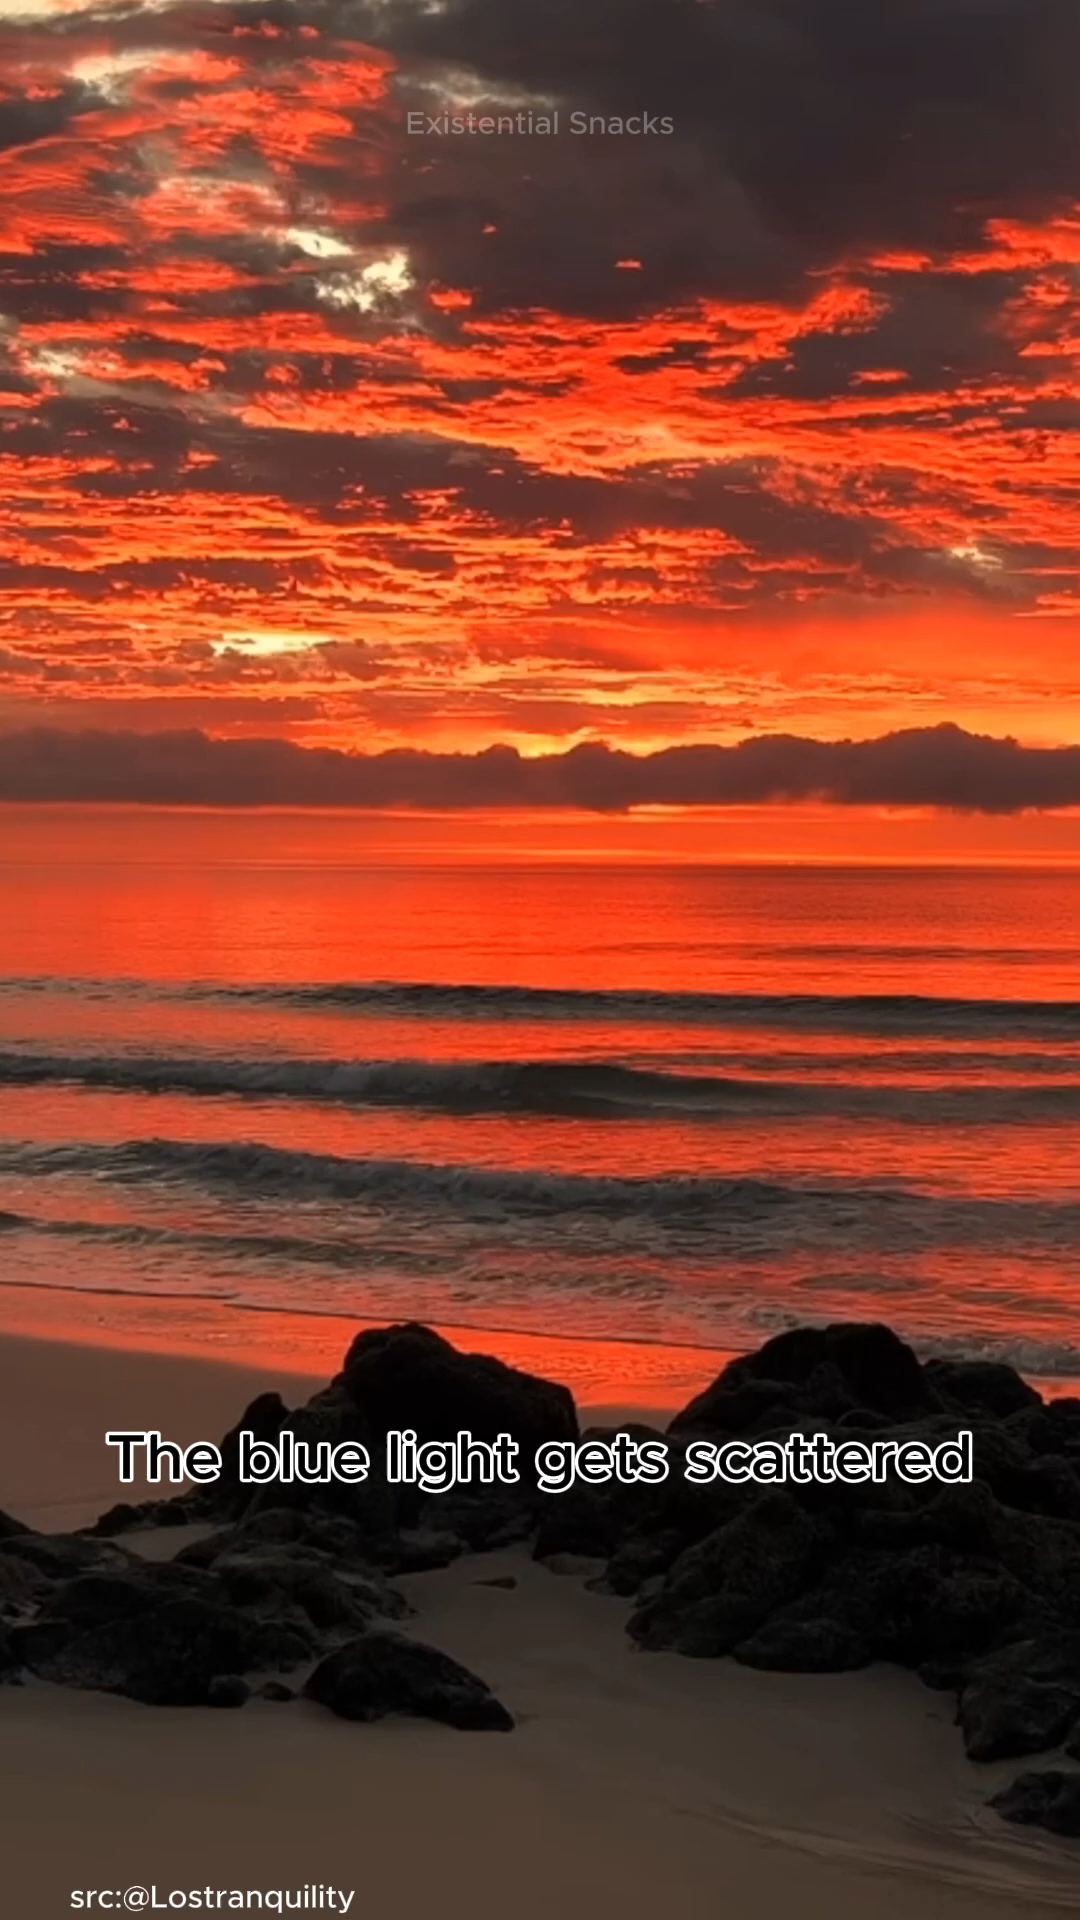 Existential Snacks
The blue light gets scattered
src:@Lostranquility